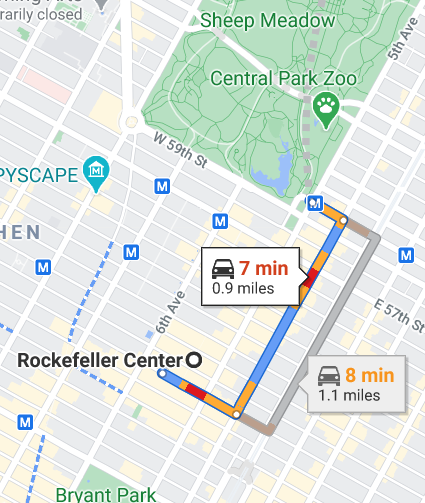 rarily closed
Sheep Meadow
5th Ave
Central Park Zoo
W 59th St
PYSCAPE
M
M
M
HEN
M
M
M
7 min
0.9 miles
6th Ave
E 57th St
Rockefeller Center
8 min
1.1 miles
M
Bryant Park